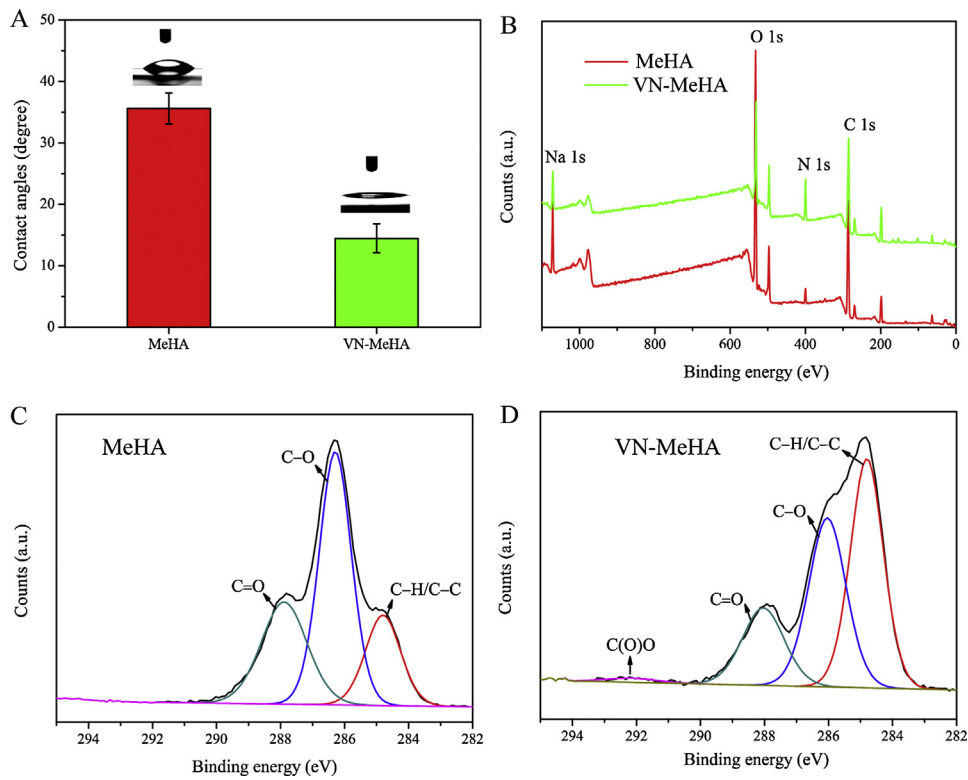 A
50
40
30
20
10
0
Contact angles (degree)
MeHA
VN-MeHA
B
MeHA
VN-MeHA
O 1s
Na 1s
N 1s
C 1s
Counts (a.u.)
1000
800
600
400
200
0
Binding energy (eV)
C
MeHA
C–O
C=O
C–H/C–C
Counts (a.u.)
294
292
290
288
286
284
282
Binding energy (eV)
D
VN-MeHA
C–H/C–C
C–O
C=O
C(O)O
Counts (a.u.)
294
292
290
288
286
284
282
Binding energy (eV)